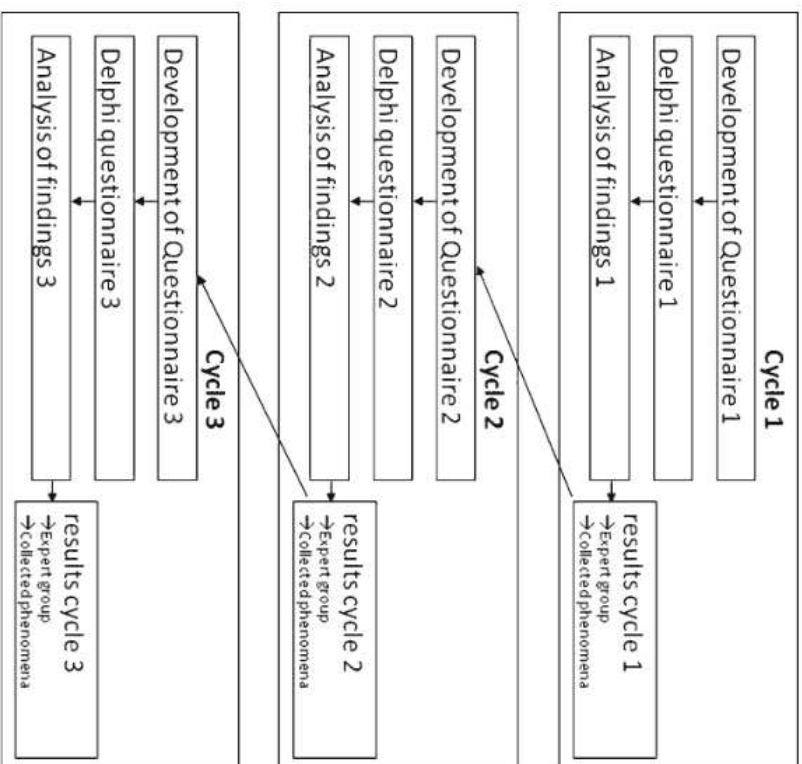 Cycle 1
Development of Questionnaire 1
Delphi questionnaire 1
Analysis of findings 1
results cycle 1
→Expert group
→Collected phenomena
Cycle 2
Development of Questionnaire 2
Delphi questionnaire 2
Analysis of findings 2
results cycle 2
→Expert group
→Collected phenomena
Cycle 3
Development of Questionnaire 3
Delphi questionnaire 3
Analysis of findings 3
results cycle 3
→Expert group
→Collected phenomena